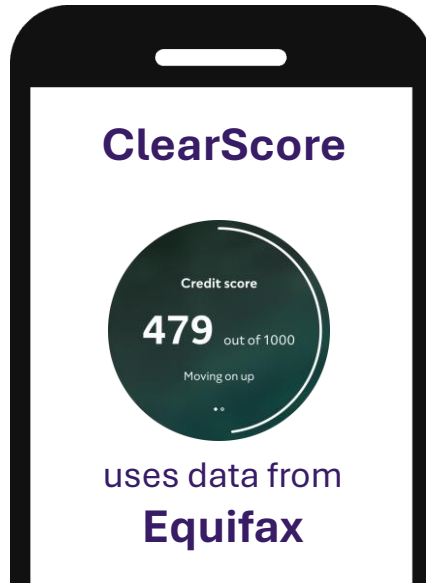 ClearScore
Credit score
479 out of 1000
Moving on up
uses data from
Equifax